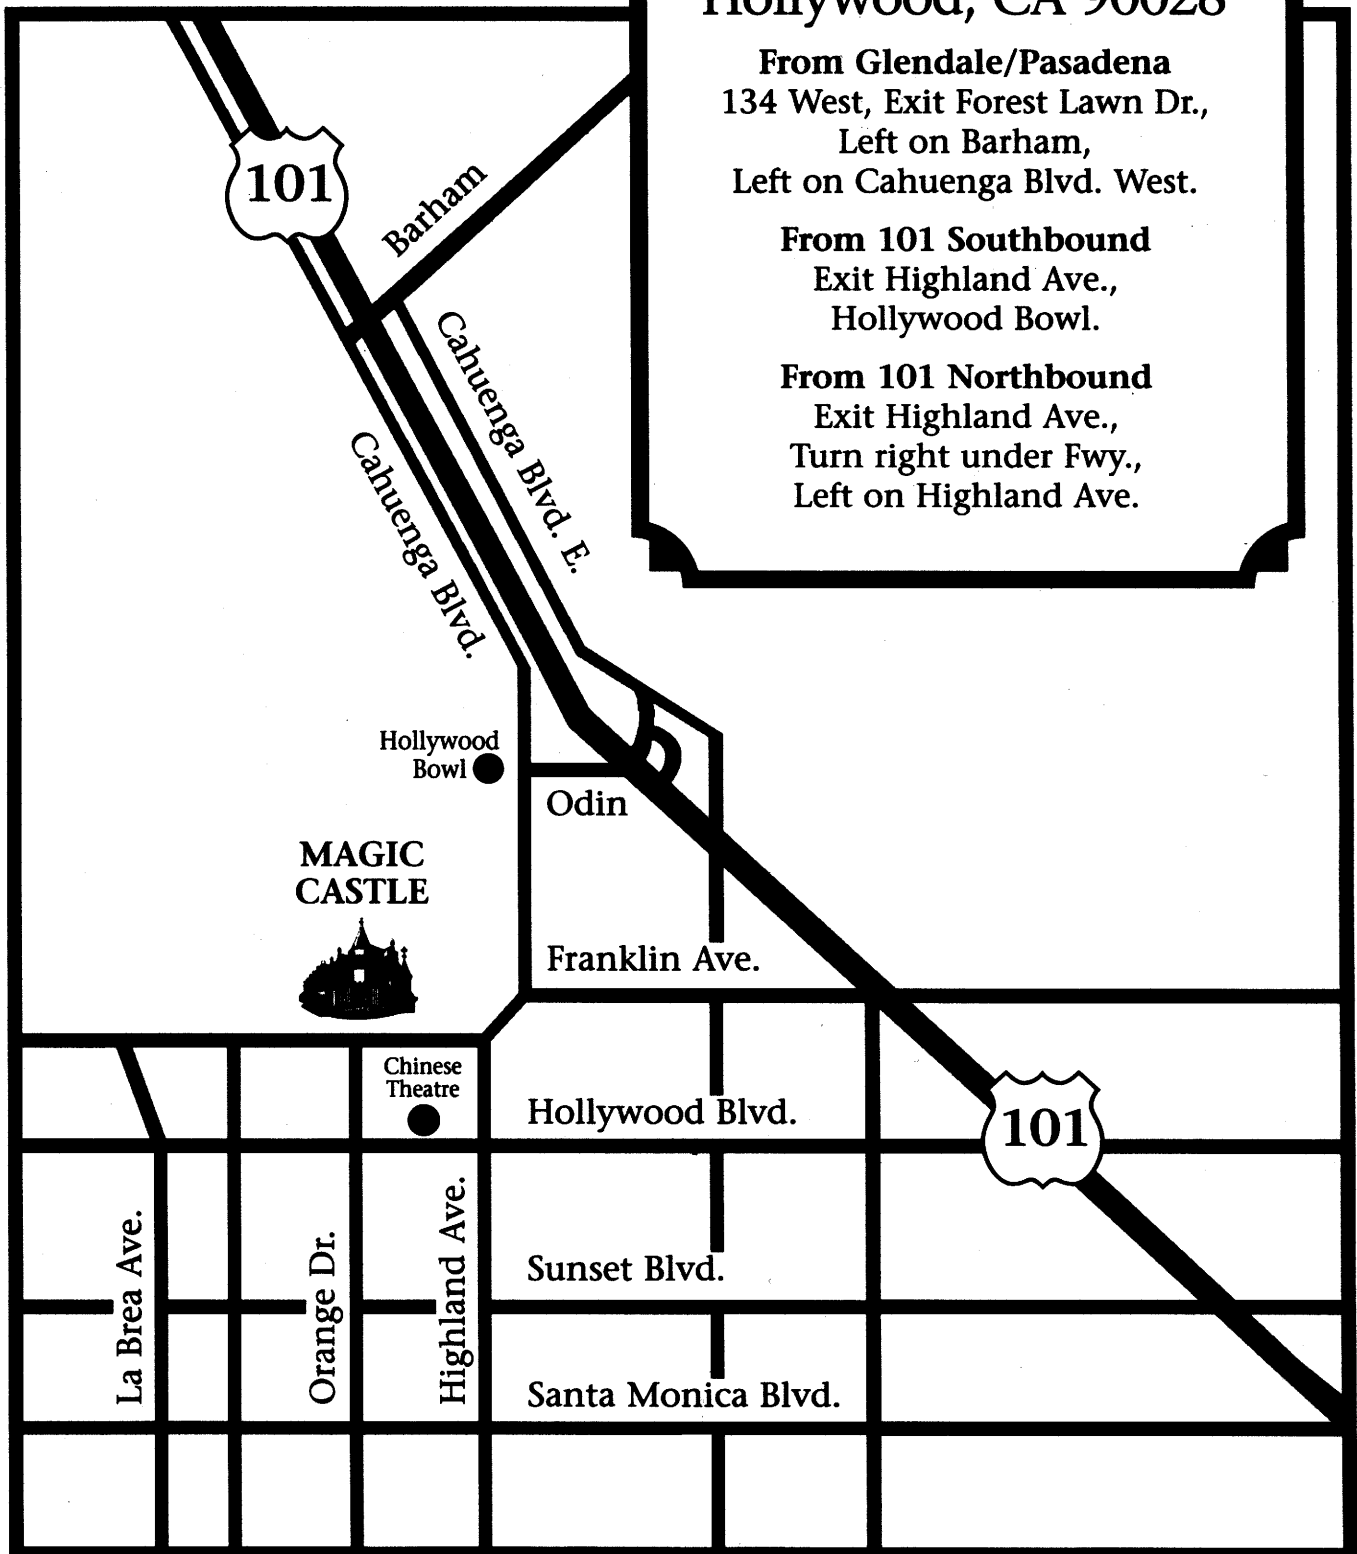 Hollywood, CA 90028
From Glendale/Pasadena
134 West, Exit Forest Lawn Dr.,
Left on Barham,
Left on Cahuenga Blvd. West.
From 101 Southbound
Exit Highland Ave.,
Hollywood Bowl.
From 101 Northbound
Exit Highland Ave.,
Turn right under Fwy.,
Left on Highland Ave.
101
Barham
Cahuenga Blvd. E.
Cahuenga Blvd.
Hollywood
Bowl
Odin
MAGIC
CASTLE
Franklin Ave.
Chinese
Theatre
Hollywood Blvd.
101
La Brea Ave.
Orange Dr.
Highland Ave.
Sunset Blvd.
Santa Monica Blvd.